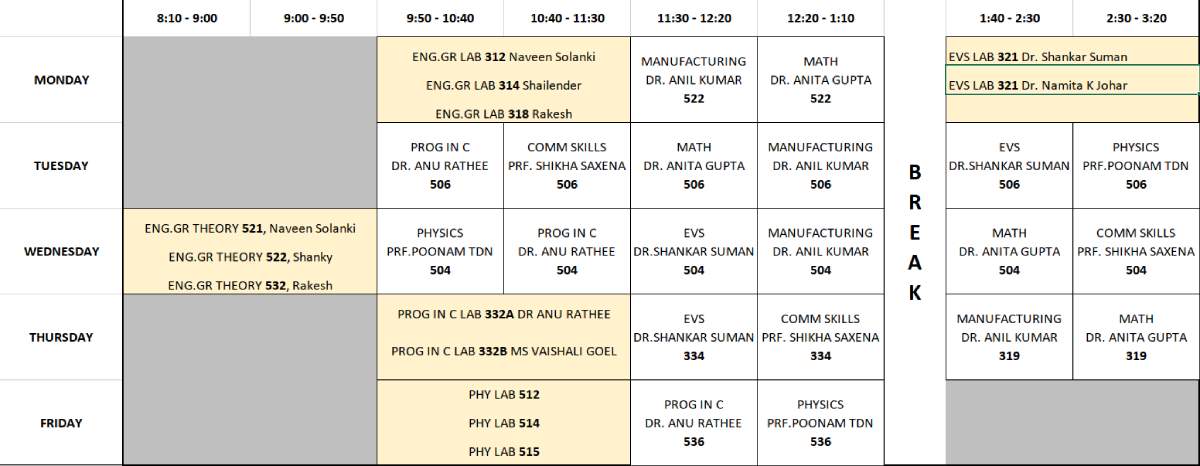 8:10 - 9:00 9:00 - 9:50 9:50 - 10:40 10:40 - 11:30 11:30 - 12:20 12:20 - 1:10 1:40 - 2:30 2:30 - 3:20
MONDAY
ENG.GR LAB 312 Naveen Solanki
ENG.GR LAB 314 Shailender
ENG.GR LAB 318 Rakesh
MANUFACTURING
DR. ANIL KUMAR
522
MATH
DR. ANITA GUPTA
522
EVS LAB 321 Dr. Shankar Suman
EVS LAB 321 Dr. Namita K Johar
TUESDAY
PROG IN C
DR. ANU RATHEE
506
COMM SKILLS
PRF. SHIKHA SAXENA
506
MATH
DR. ANITA GUPTA
506
MANUFACTURING
DR. ANIL KUMAR
506
B
R
E
A
K
EVS
DR.SHANKAR SUMAN
506
PHYSICS
PRF.POONAM TDN
506
WEDNESDAY
ENG.GR THEORY 521, Naveen Solanki
ENG.GR THEORY 522, Shanky
ENG.GR THEORY 532, Rakesh
PHYSICS
PRF.POONAM TDN
504
PROG IN C
DR. ANU RATHEE
504
EVS
DR.SHANKAR SUMAN
504
MANUFACTURING
DR. ANIL KUMAR
504
MATH
DR. ANITA GUPTA
504
COMM SKILLS
PRF. SHIKHA SAXENA
504
THURSDAY
PROG IN C LAB 332A DR ANU RATHEE
PROG IN C LAB 332B MS VAISHALI GOEL
EVS
DR.SHANKAR SUMAN
334
COMM SKILLS
PRF. SHIKHA SAXENA
334
MANUFACTURING
DR. ANIL KUMAR
319
MATH
DR. ANITA GUPTA
319
FRIDAY
PHY LAB 512
PHY LAB 514
PHY LAB 515
PROG IN C
DR. ANU RATHEE
536
PHYSICS
PRF.POONAM TDN
536